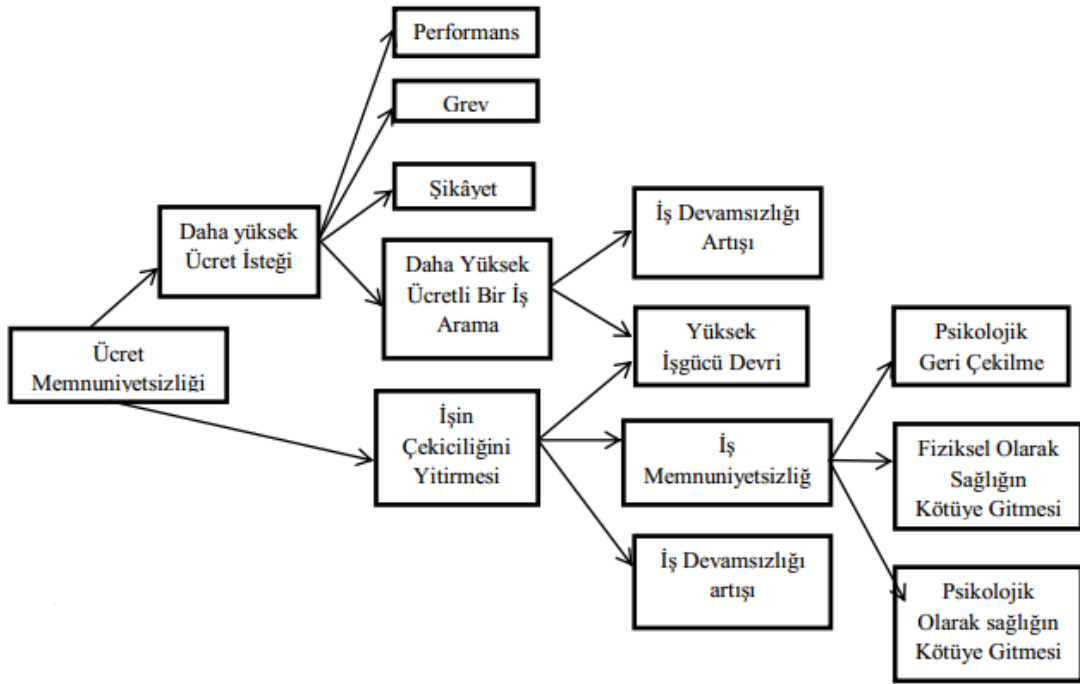 Performans
Grev
Şikâyet
Daha yüksek
Ücret İsteği
Daha Yüksek
Ücretli Bir İş
Arama
İş Devamsızlığı
Artışı
Ücret
Memnuniyetsizliği
Yüksek
İşgücü Devri
Psikolojik
Geri Çekilme
İşin
Çekiciliğini
Yitirmesi
İş
Memnuniyetsizliğ
Fiziksel Olarak
Sağlığın
Kötüye Gitmesi
İş Devamsızlığı
artışı
Psikolojik
Olarak sağlığın
Kötüye Gitmesi